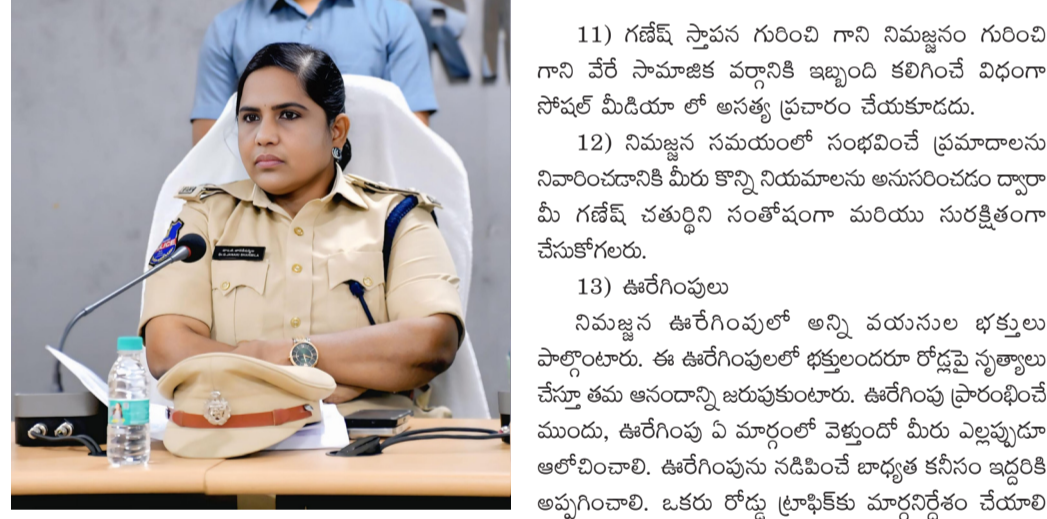 11) గణేష్ స్తాపన గురించి గాని నిమజ్జనం గురించి
గాని వేరే సామాజిక వర్గానికి ఇబ్బంది కలిగించే విధంగా
సోషల్ మీడియా లో అసత్య ప్రచారం చేయకూడదు.
12) నిమజ్జన సమయంలో సంభవించే ప్రమాదాలను
నివారించడానికి మీరు కొన్ని నియమాలను అనుసరించడం ద్వారా
మీ గణేష్ చతుర్థిని సంతోషంగా మరియు సురక్షితంగా
చేసుకోగలరు.
13) ఊరేగింపులు
నిమజ్జన ఊరేగింపులో అన్ని వయసుల భక్తులు
పాల్గొంటారు. ఈ ఊరేగింపులలో భక్తులందరూ రోడ్లపై నృత్యాలు
చేస్తూ తమ ఆనందాన్ని జరుపుకుంటారు. ఊరేగింపు ప్రారంభించే
ముందు, ఊరేగింపు ఏ మార్గంలో వెళ్తుందో మీరు ఎల్లప్పుడూ
ఆలోచించాలి. ఊరేగింపును నడిపించే బాధ్యత కనీసం ఇద్దరికి
అప్పగించాలి. ఒకరు రోడ్డు ట్రాఫిక్‌కు మార్గనిర్దేశం చేయాలి